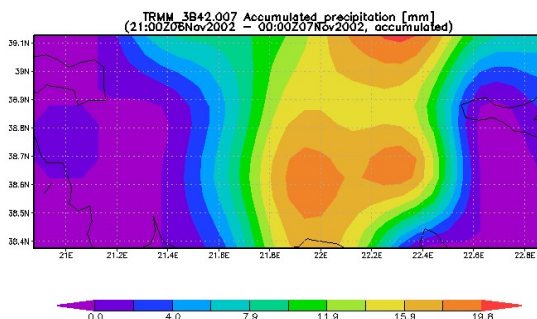 TRMM_3B42.007 Accumulated_precipitation [mm]
(21:00Z06Nov2002 - 00:00Z07Nov2002, accumulated)
39.1N
39N
38.9N
38.8N
38.7N
38.6N
38.5N
38.4N
21E 21.2E 21.4E 21.6E 21.8E 22E 22.2E 22.4E 22.6E 22.8E
0.0 4.0 7.9 11.9 15.9 19.8